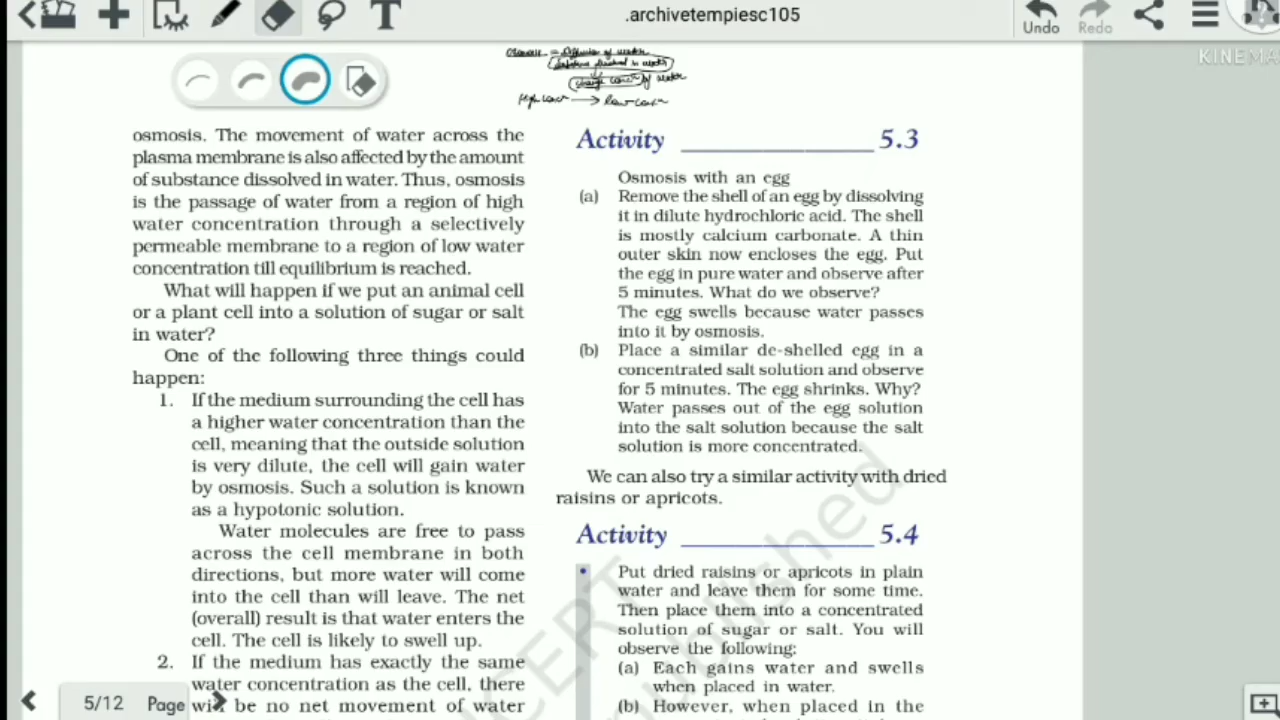 .archivetempiesc105
Undo
Redo
KINEMA
osmosis. The movement of water across the
plasma membrane is also affected by the amount
of substance dissolved in water. Thus, osmosis
is the passage of water from a region of high
water concentration through a selectively
permeable membrane to a region of low water
concentration till equilibrium is reached.
What will happen if we put an animal cell
or a plant cell into a solution of sugar or salt
in water?
One of the following three things could
happen:
1. If the medium surrounding the cell has
a higher water concentration than the
cell, meaning that the outside solution
is very dilute, the cell will gain water
by osmosis. Such a solution is known
as a hypotonic solution.
Water molecules are free to pass
across the cell membrane in both
directions, but more water will come
into the cell than will leave. The net
(overall) result is that water enters the
cell. The cell is likely to swell up.
2. If the medium has exactly the same
water concentration as the cell, there
will be no net movement of water
of water
in water
of water
Activity 5.3
Osmosis with an egg
(a) Remove the shell of an egg by dissolving
it in dilute hydrochloric acid. The shell
is mostly calcium carbonate. A thin
outer skin now encloses the egg. Put
the egg in pure water and observe after
5 minutes. What do we observe?
The egg swells because water passes
into it by osmosis.
(b) Place a similar de-shelled egg in a
concentrated salt solution and observe
for 5 minutes. The egg shrinks. Why?
Water passes out of the egg solution
into the salt solution because the salt
solution is more concentrated.
We can also try a similar activity with dried
raisins or apricots.
Activity 5.4
• Put dried raisins or apricots in plain
water and leave them for some time.
Then place them into a concentrated
solution of sugar or salt. You will
observe the following:
(a) Each gains water and swells
when placed in water.
(b) However, when placed in the
5/12 Page